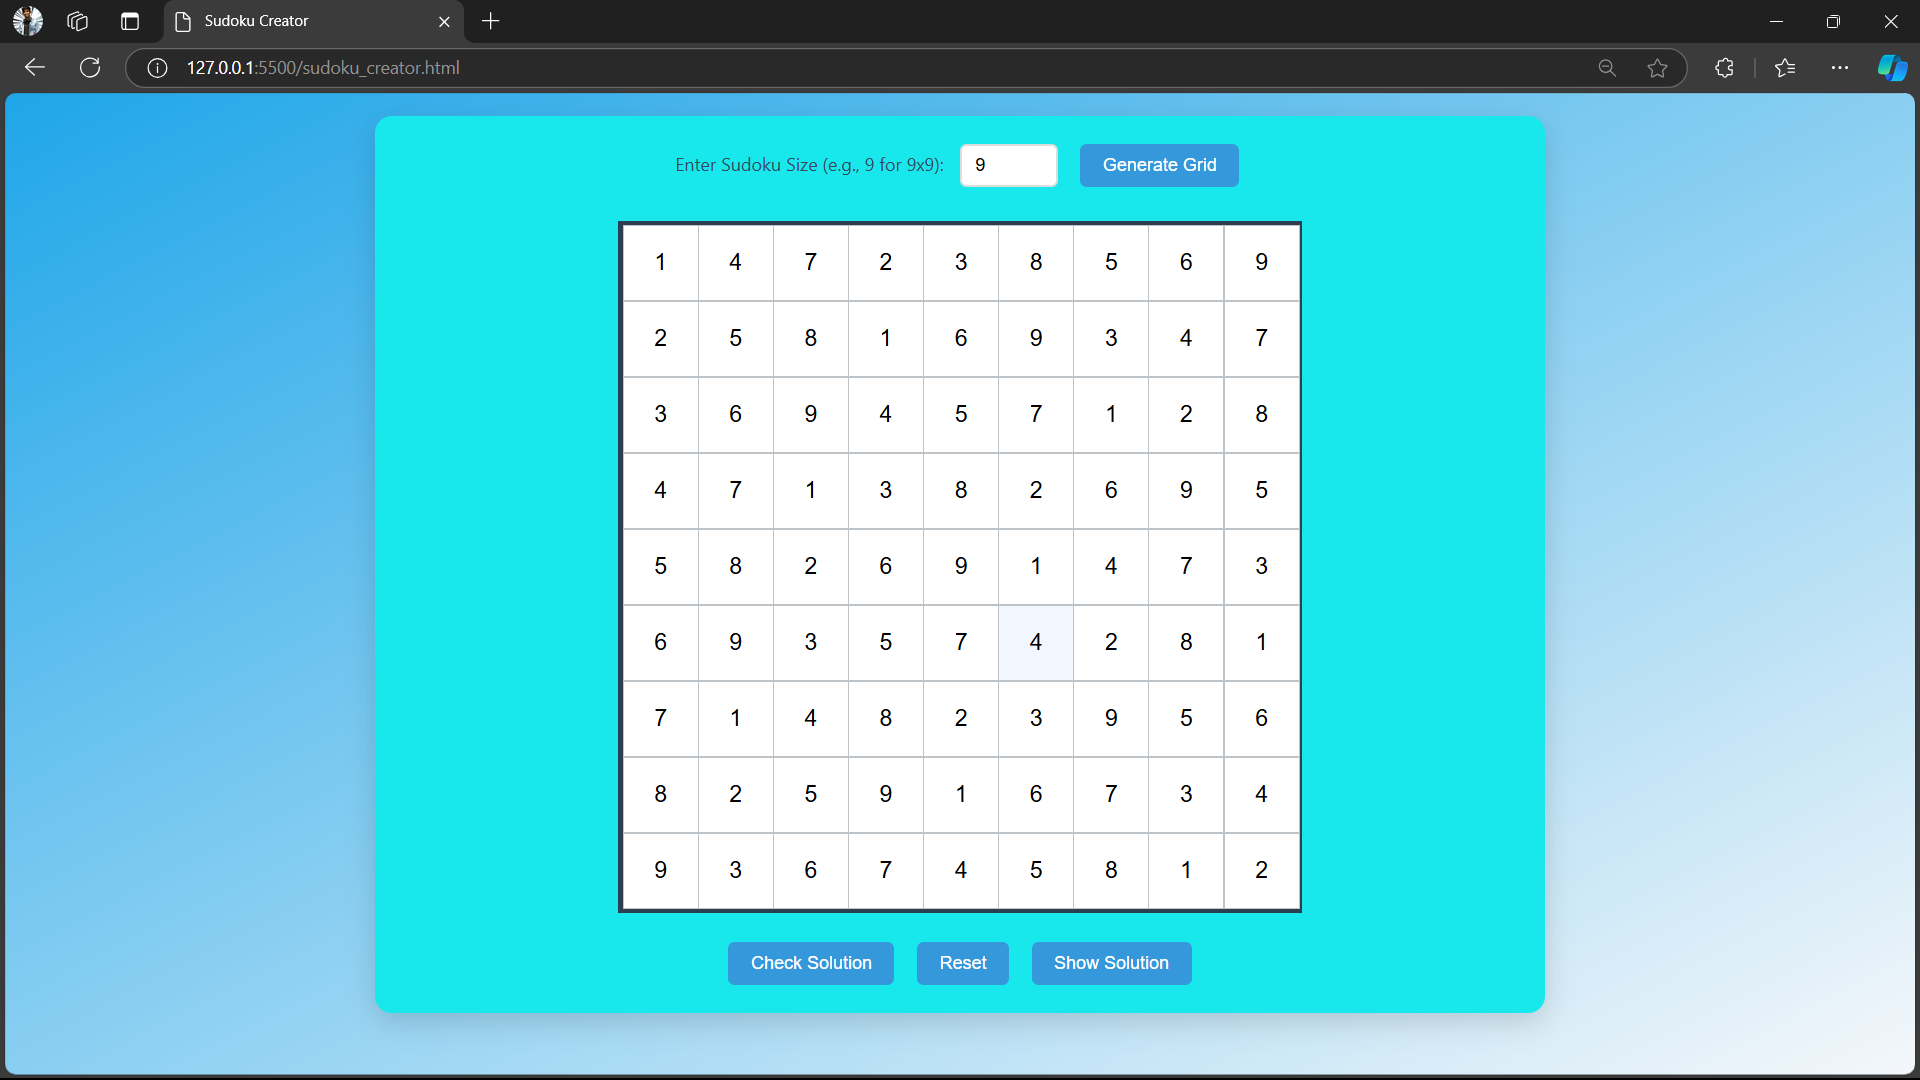 Sudoku Creator
127.0.0.1:5500/sudoku_creator.html
Enter Sudoku Size (e.g., 9 for 9x9): 9 Generate Grid
1 4 7 2 3 8 5 6 9
2 5 8 1 6 9 3 4 7
3 6 9 4 5 7 1 2 8
4 7 1 3 8 2 6 9 5
5 8 2 6 9 1 4 7 3
6 9 3 5 7 4 2 8 1
7 1 4 8 2 3 9 5 6
8 2 5 9 1 6 7 3 4
9 3 6 7 4 5 8 1 2
Check Solution Reset Show Solution